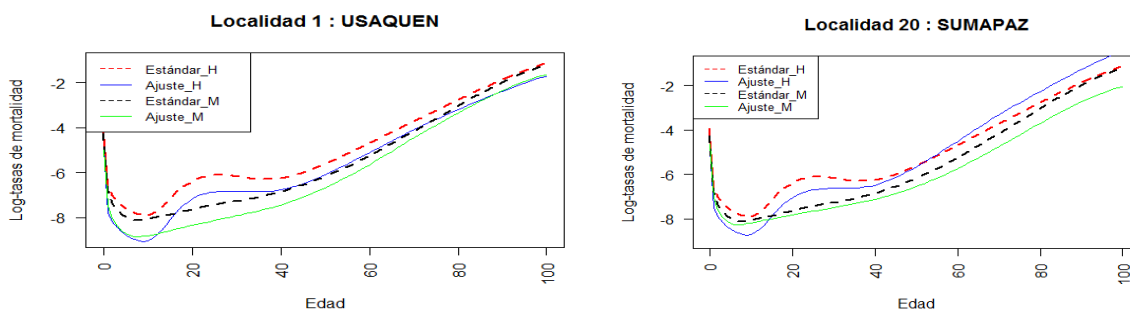 Localidad 1 : USAQUEN
Log-tasas de mortalidad
-2
-4
-6
-8
Estándar_H
Ajuste_H
Estándar_M
Ajuste_M
0
20
40
60
80
100
Edad
Localidad 20 : SUMAPAZ
Log-tasas de mortalidad
-2
-4
-6
-8
Estándar_H
Ajuste_H
Estándar_M
Ajuste_M
0
20
40
60
80
100
Edad